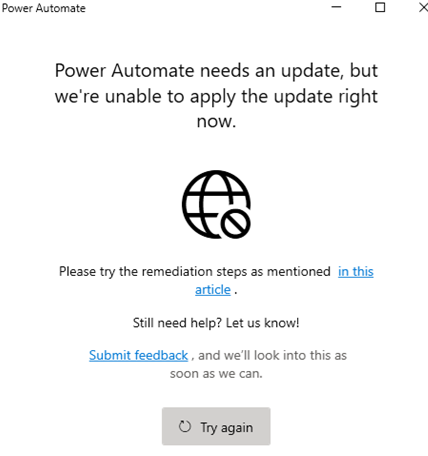 Power Automate
Power Automate needs an update, but
we're unable to apply the update right
now.
Please try the remediation steps as mentioned in this
article .
Still need help? Let us know!
Submit feedback , and we'll look into this as
soon as we can.
Try again